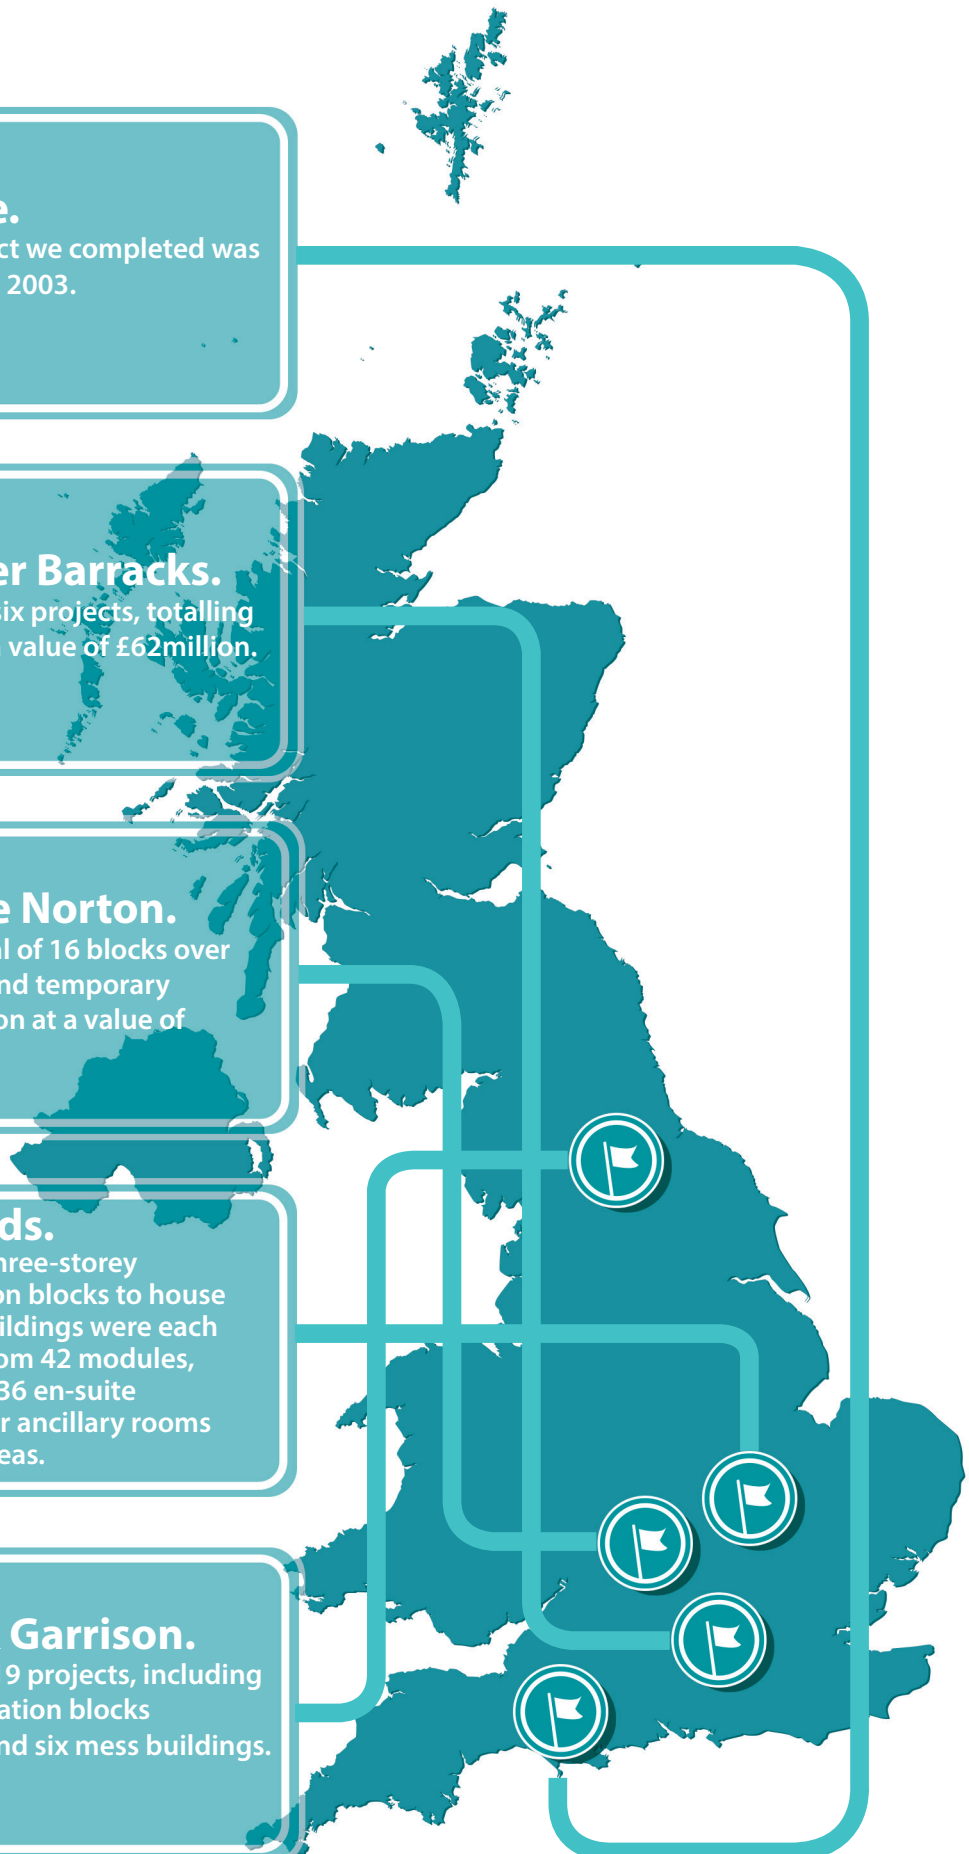 e.
ct we completed was
2003.
er Barracks.
six projects, totalling
value of £62million.
e Norton.
al of 16 blocks over
nd temporary
on at a value of
ds.
hree-storey
on blocks to house
ildings were each
om 42 modules,
36 en-suite
r ancillary rooms
eas.
Garrison.
9 projects, including
ation blocks
nd six mess buildings.